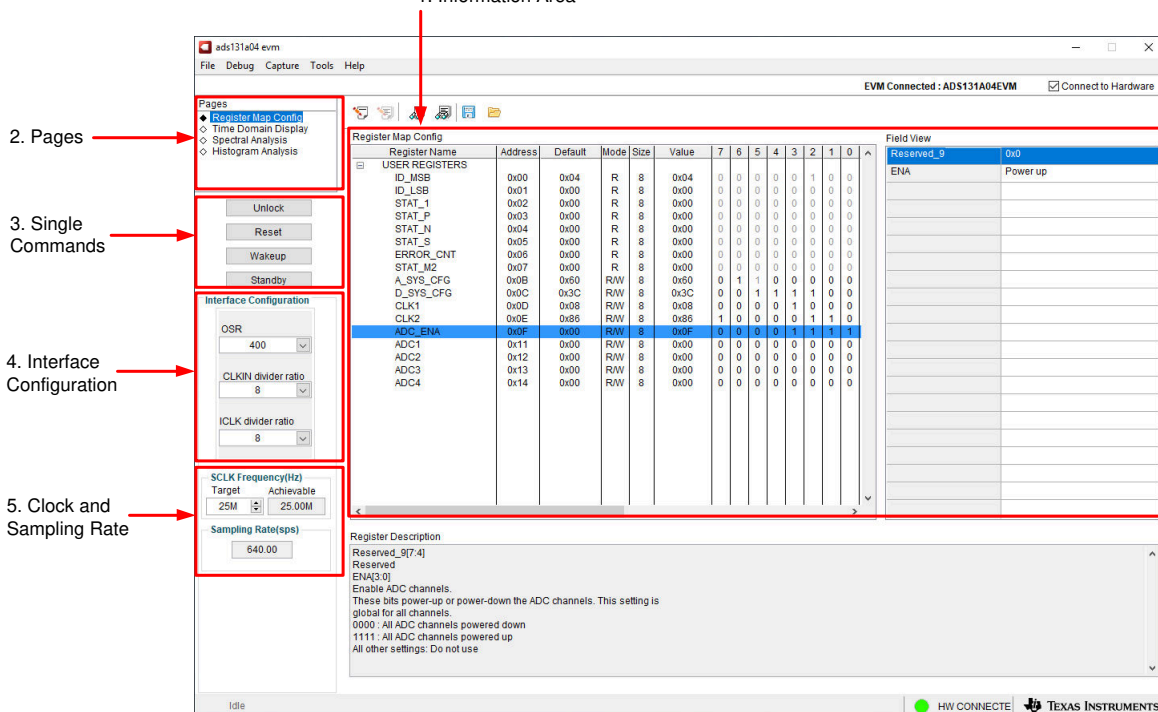 1. Information Area
ads131a04 evm
File Debug Capture Tools Help
EVM Connected : ADS131A04EVM Connect to Hardware
2. Pages
Pages
Register Map Config
Time Domain Display
Spectral Analysis
Histogram Analysis
3. Single
Commands
Unlock
Reset
Wakeup
Standby
4. Interface
Configuration
Interface Configuration
OSR
400
CLKIN divider ratio
8
ICLK divider ratio
8
5. Clock and
Sampling Rate
SCLK Frequency(Hz)
Target Achievable
25M 25.00M
Sampling Rate(sps)
640.00
Register Map Config
Register Name Address Default Mode Size Value 7 6 5 4 3 2 1 0
USER REGISTERS
ID_MSB 0x00 0x04 R 8 0x04 0 0 0 0 0 1 0 0
ID_LSB 0x01 0x00 R 8 0x00 0 0 0 0 0 0 0 0
STAT_1 0x02 0x00 R 8 0x00 0 0 0 0 0 0 0 0
STAT_P 0x03 0x00 R 8 0x00 0 0 0 0 0 0 0 0
STAT_N 0x04 0x00 R 8 0x00 0 0 0 0 0 0 0 0
STAT_S 0x05 0x00 R 8 0x00 0 0 0 0 0 0 0 0
ERROR_CNT 0x06 0x00 R 8 0x00 0 0 0 0 0 0 0 0
STAT_M2 0x07 0x00 R 8 0x00 0 0 0 0 0 0 0 0
A_SYS_CFG 0x0B 0x60 R/W 8 0x60 0 1 1 0 0 0 0 0
D_SYS_CFG 0x0C 0x3C R/W 8 0x3C 0 0 1 1 1 1 0 0
CLK1 0x0D 0x08 R/W 8 0x08 0 0 0 0 1 0 0 0
CLK2 0x0E 0x86 R/W 8 0x86 1 0 0 0 0 1 1 0
ADC_ENA 0x0F 0x00 R/W 8 0x0F 0 0 0 0 1 1 1 1
ADC1 0x11 0x00 R/W 8 0x00 0 0 0 0 0 0 0 0
ADC2 0x12 0x00 R/W 8 0x00 0 0 0 0 0 0 0 0
ADC3 0x13 0x00 R/W 8 0x00 0 0 0 0 0 0 0 0
ADC4 0x14 0x00 R/W 8 0x00 0 0 0 0 0 0 0 0
Field View
Reserved_9 0x0
ENA Power up
Register Description
Reserved_9[7:4]
Reserved
ENA[3:0]
Enable ADC channels.
These bits power-up or power-down the ADC channels. This setting is
global for all channels.
0000 : All ADC channels powered down
1111 : All ADC channels powered up
All other settings: Do not use
Idle
HW CONNECTE
TEXAS INSTRUMENTS